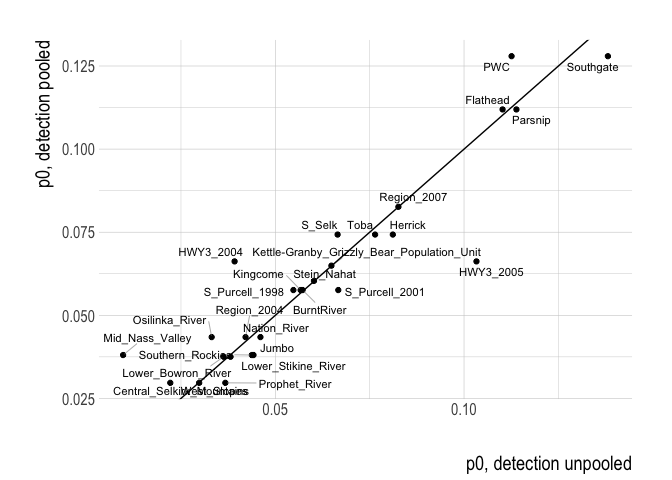 p0, detection pooled
0.125
PWC
Southgate
Flathead
Parsnip
0.100
Region_2007
S_Selk
Toba
Herrick
0.075
HWY3_2004
Kettle-Granby_Grizzly_Bear_Population_Unit
Kingcome
Stein_Nahat
HWY3_2005
S_Purcell_1998
S_Purcell_2001
Region_2004
BurntRiver
0.050
Osilinka_River
Nation_River
Mid_Nass_Valley
Southern_Rockies
Jumbo
Lower_Bowron_River
Lower_Stikine_River
Prophet_River
Central_Selkirk_Mountains
0.025
0.05
0.10
p0, detection unpooled